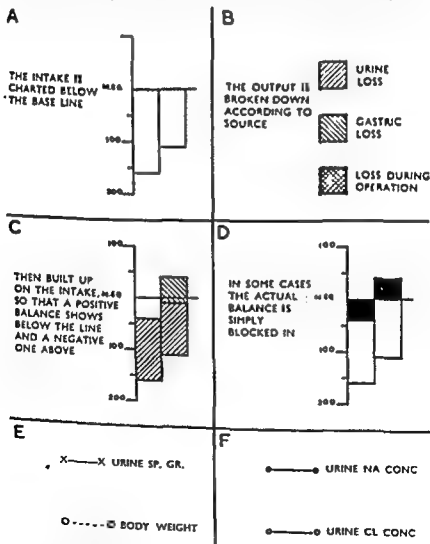 A
THE INTAKE IS
CHARTED BELOW
THE BASE LINE
M.EQ.
100
200
B
THE OUTPUT IS
BROKEN DOWN
ACCORDING TO
SOURCE
URINE
LOSS
GASTRIC
LOSS
LOSS DURING
OPERATION
C
THEN BUILT UP
ON THE INTAKE,
SO THAT A POSITIVE
BALANCE SHOWS
BELOW THE LINE
AND A NEGATIVE
ONE ABOVE
100
M.EQ
100
200
D
IN SOME CASES
THE ACTUAL
BALANCE IS
SIMPLY
BLOCKED IN
100
M EQ
100
200
E
X—X URINE SP. GR.
O-----O BODY WEIGHT
F
URINE NA CONC
URINE CL CONC